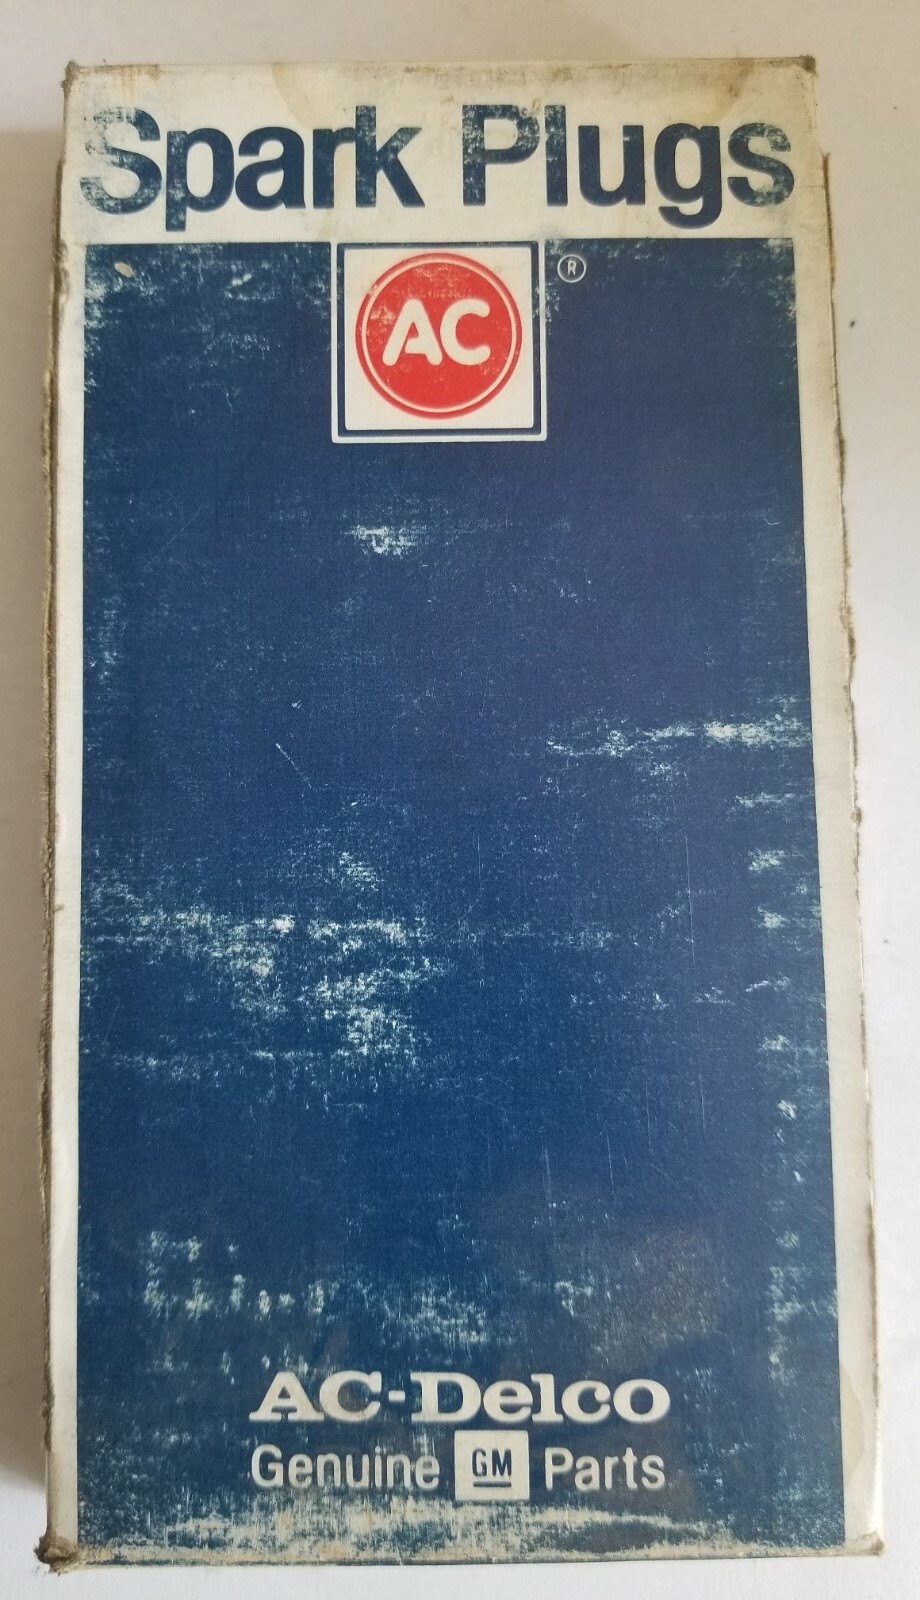 Spark Plugs
AC ®
AC-Delco
Genuine GM Parts